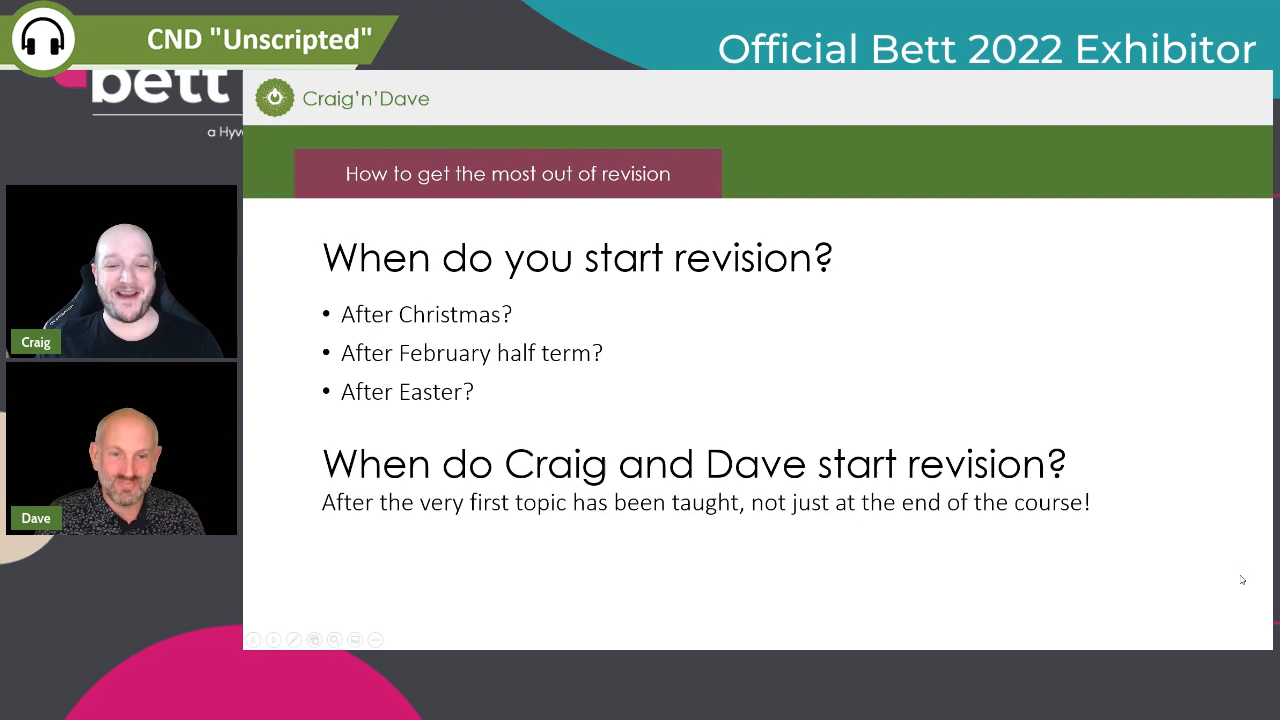 CND "Unscripted"
Official Bett 2022 Exhibitor
bett
a Hyv
Craig'n'Dave
How to get the most out of revision
When do you start revision?
• After Christmas?
• After February half term?
• After Easter?
Craig
When do Craig and Dave start revision?
After the very first topic has been taught, not just at the end of the course!
Dave